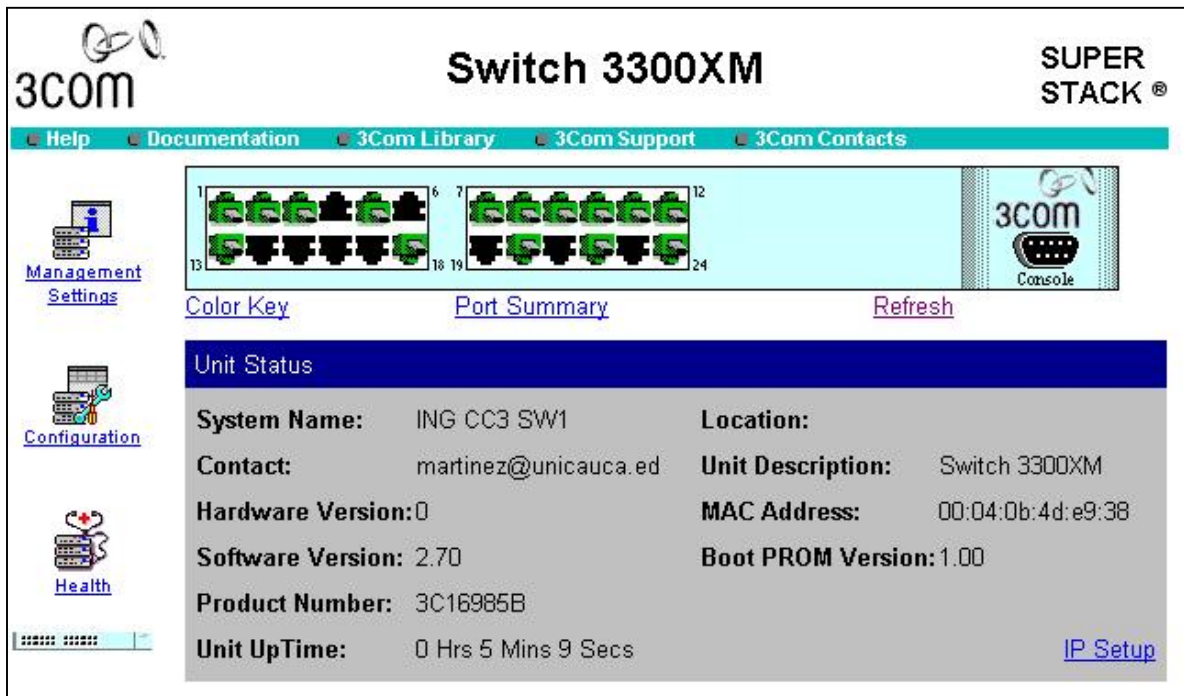 3COM
Switch 3300XM
SUPER
STACK ®
Help Documentation 3Com Library 3Com Support 3Com Contacts
1 6 7 12
13 18 19 24
3COM
Console
Management
Settings
Color Key Port Summary Refresh
Configuration
Health
Unit Status
System Name: ING CC3 SW1 Location:
Contact: martinez@unicauca.ed Unit Description: Switch 3300XM
Hardware Version: 0 MAC Address: 00:04:0b:4d:e9:38
Software Version: 2.70 Boot PROM Version: 1.00
Product Number: 3C16985B
Unit UpTime: 0 Hrs 5 Mins 9 Secs IP Setup